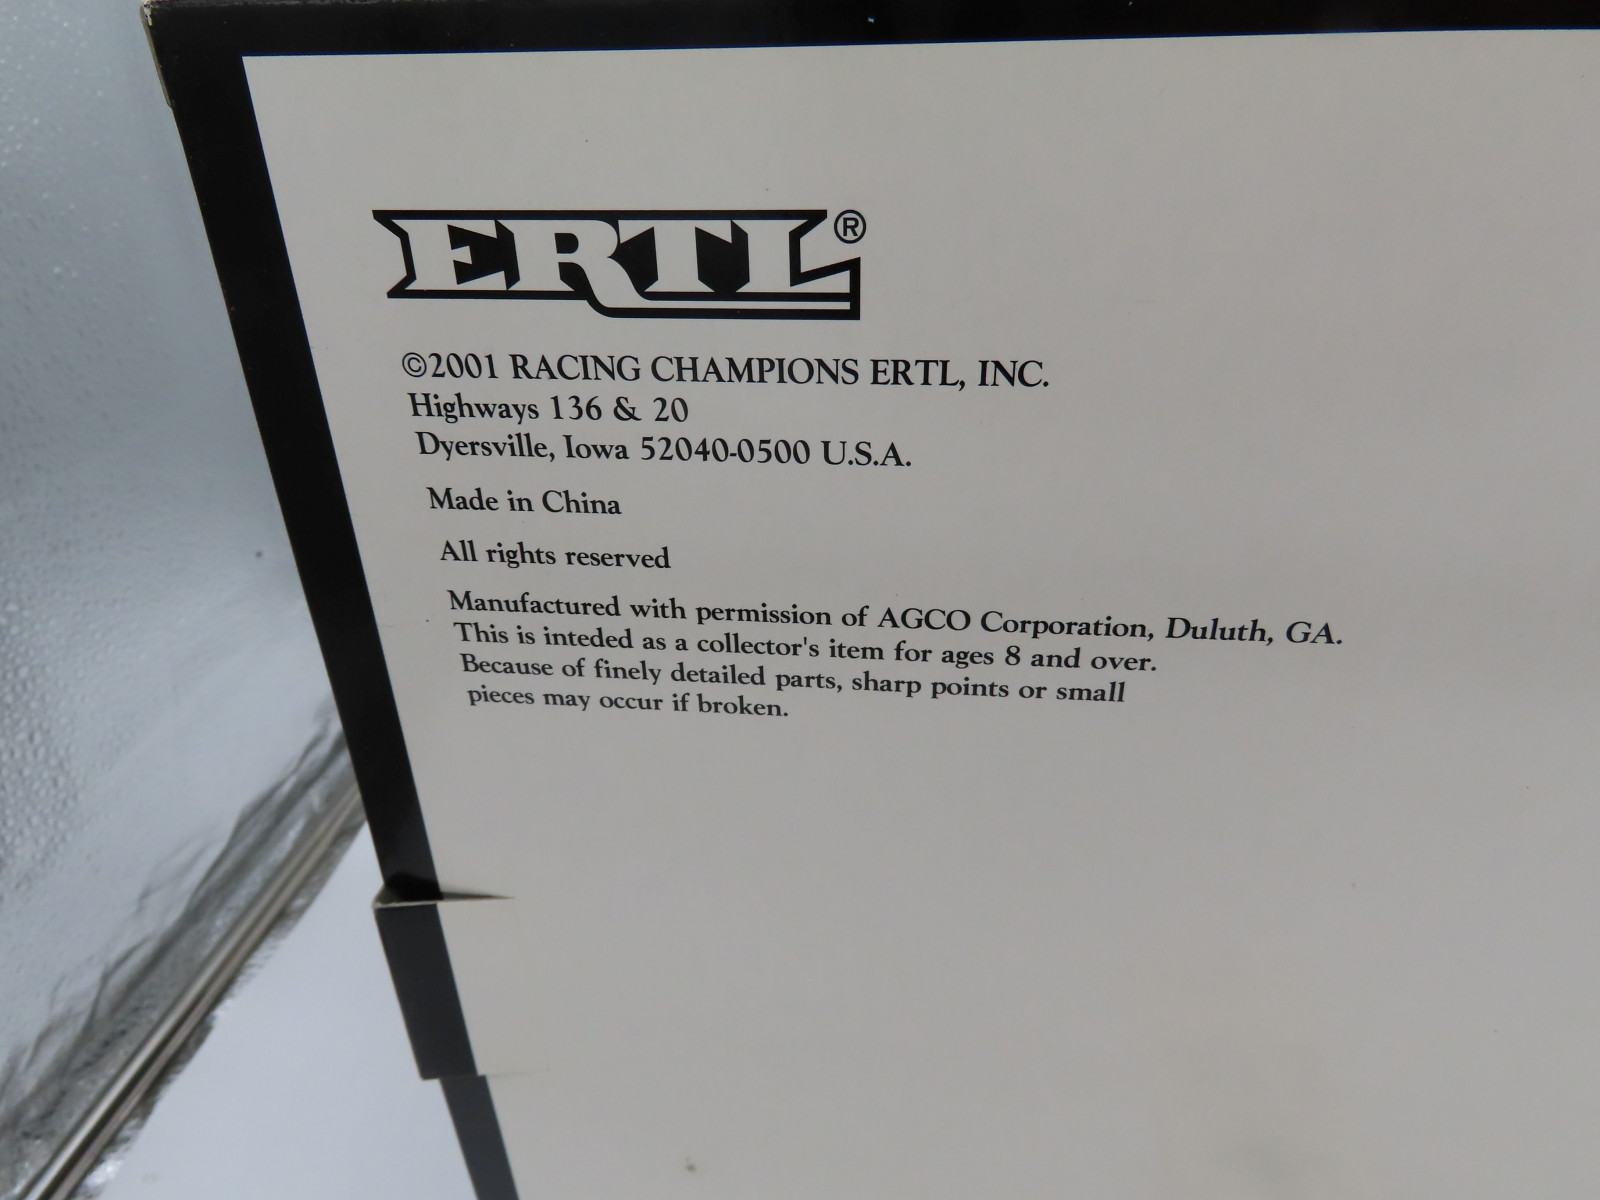 ERTL®
©2001 RACING CHAMPIONS ERTL, INC.
Highways 136 & 20
Dyersville, Iowa 52040-0500 U.S.A.
Made in China
All rights reserved
Manufactured with permission of AGCO Corporation, Duluth, GA.
This is inteded as a collector's item for ages 8 and over.
Because of finely detailed parts, sharp points or small
pieces may occur if broken.